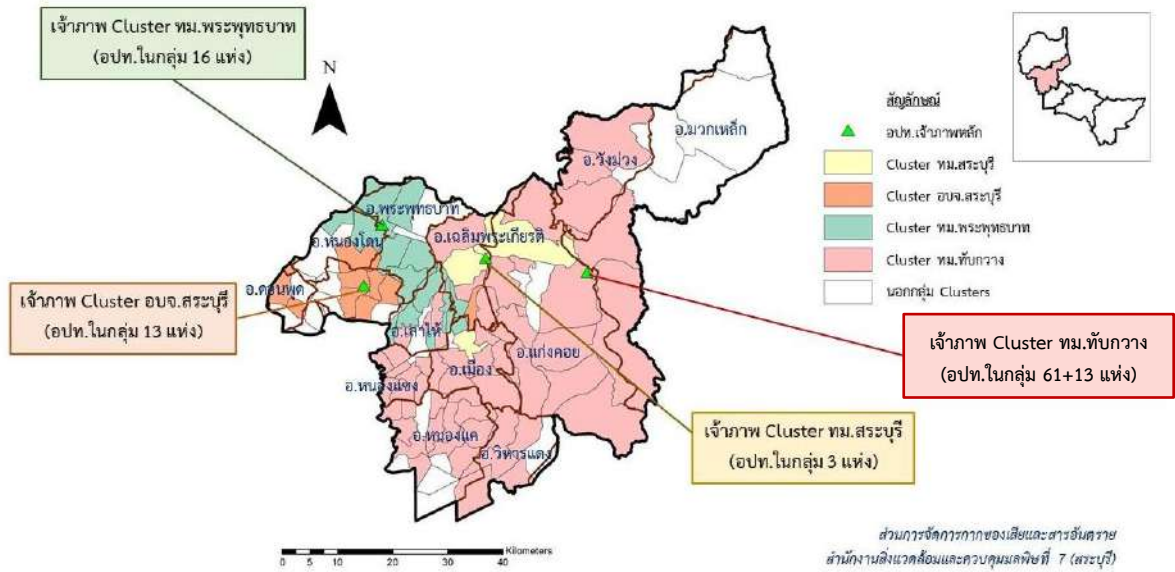 เจ้าภาพ Cluster ทม.พระพุทธบาท
(อปท.ในกลุ่ม 16 แห่ง)
N
สัญลักษณ์
อปท.เจ้าภาพหลัก
Cluster ทม.สระบุรี
Cluster อบจ.สระบุรี
Cluster ทม.พระพุทธบาท
Cluster ทม.ทับกวาง
นอกกลุ่ม Clusters
อ.มวกเหล็ก
อ.วังม่วง
อ.พระพุทธบาท
อ.เฉลิมพระเกียรติ
อ.หนองโดน
อ.ดอนพุด
เจ้าภาพ Cluster อบจ.สระบุรี
(อปท.ในกลุ่ม 13 แห่ง)
อ.เสาไห้
อ.แก่งคอย
อ.เมือง
เจ้าภาพ Cluster ทม.ทับกวาง
(อปท.ในกลุ่ม 61+13 แห่ง)
อ.หนองแซง
อ.หนองแค
อ.วิหารแดง
เจ้าภาพ Cluster ทม.สระบุรี
(อปท.ในกลุ่ม 3 แห่ง)
Kilometers
0 5 10 20 30 40
ส่วนการจัดการกากของเสียและสารอันตราย
สำนักงานสิ่งแวดล้อมและควบคุมมลพิษที่ 7 (สระบุรี)